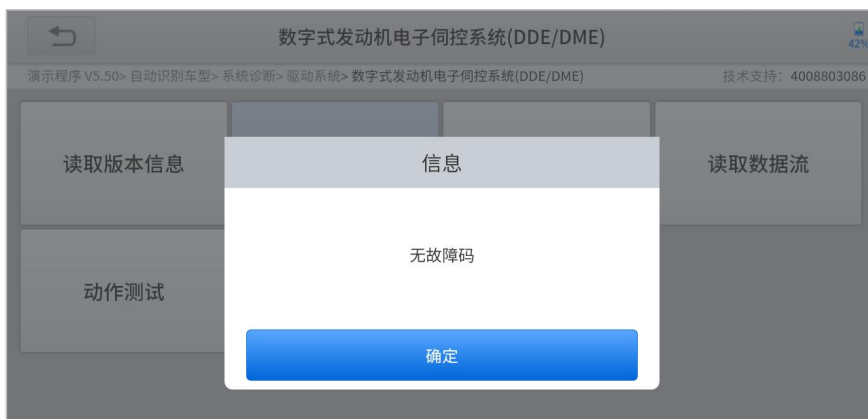 数字式发动机电子伺控系统(DDE/DME)
42%
演示程序 V5.50> 自动识别车型> 系统诊断> 驱动系统> 数字式发动机电子伺控系统(DDE/DME)
技术支持：4008803086
读取版本信息
信息
读取数据流
无故障码
动作测试
确定